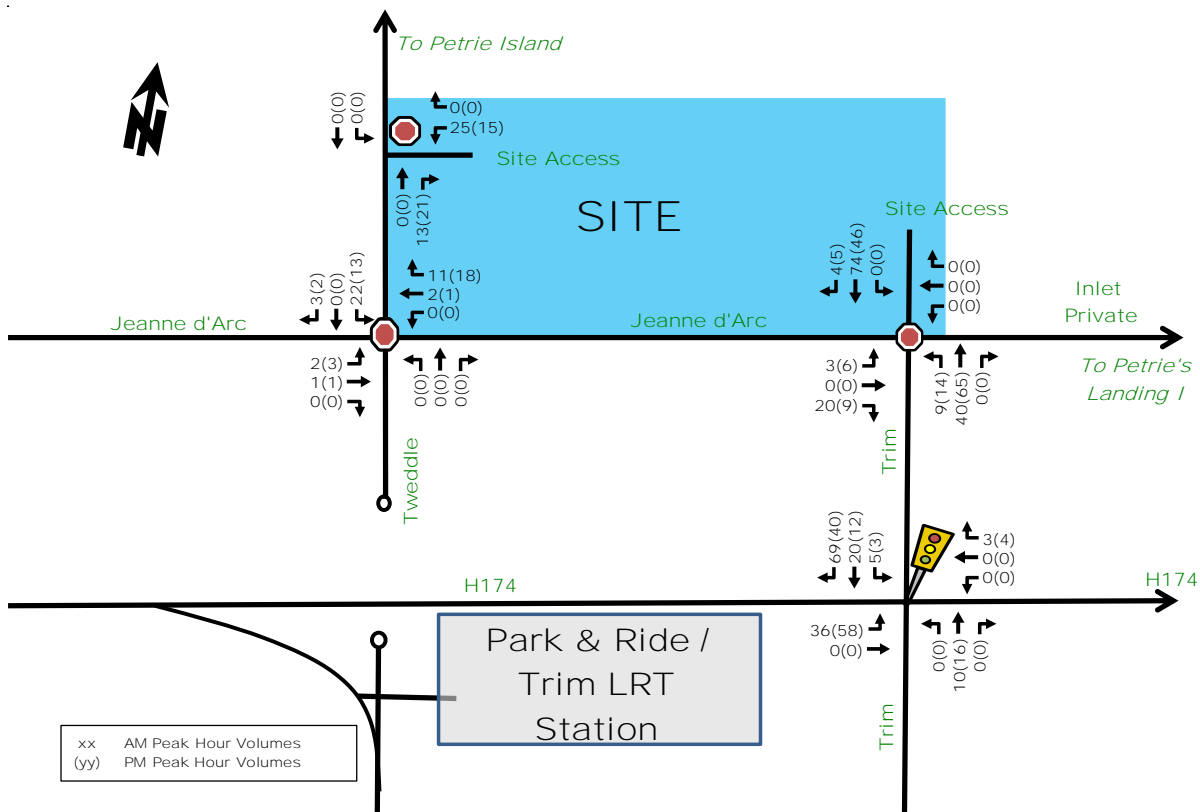 To Petrie Island
0(0)
0(0)
0(0)
25(15)
Site Access
0(0)
13(21)
SITE
Site Access
3(2)
0(0)
22(13)
11(18)
2(1)
0(0)
4(5)
74(46)
0(0)
0(0)
0(0)
0(0)
Inlet
Private
Jeanne d'Arc
Jeanne d'Arc
2(3)
1(1)
0(0)
0(0)
0(0)
0(0)
3(6)
0(0)
20(9)
9(14)
40(65)
0(0)
To Petrie's
Landing I
Tweddle
Trim
69(40)
20(12)
5(3)
3(4)
0(0)
0(0)
H174
H174
36(58)
0(0)
0(0)
10(16)
0(0)
Park & Ride /
Trim LRT
Station
Trim
xx AM Peak Hour Volumes
(yy) PM Peak Hour Volumes